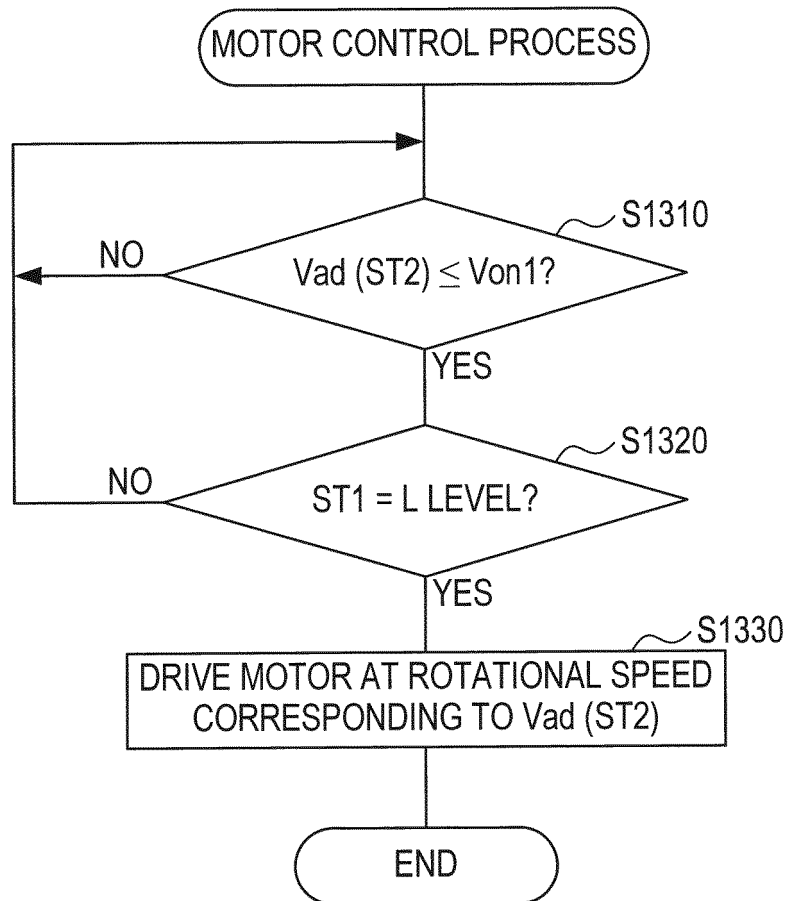 MOTOR CONTROL PROCESS
S1310
NO
Vad (ST2) ≤ Von1?
YES
S1320
NO
ST1 = L LEVEL?
YES
S1330
DRIVE MOTOR AT ROTATIONAL SPEED
CORRESPONDING TO Vad (ST2)
END